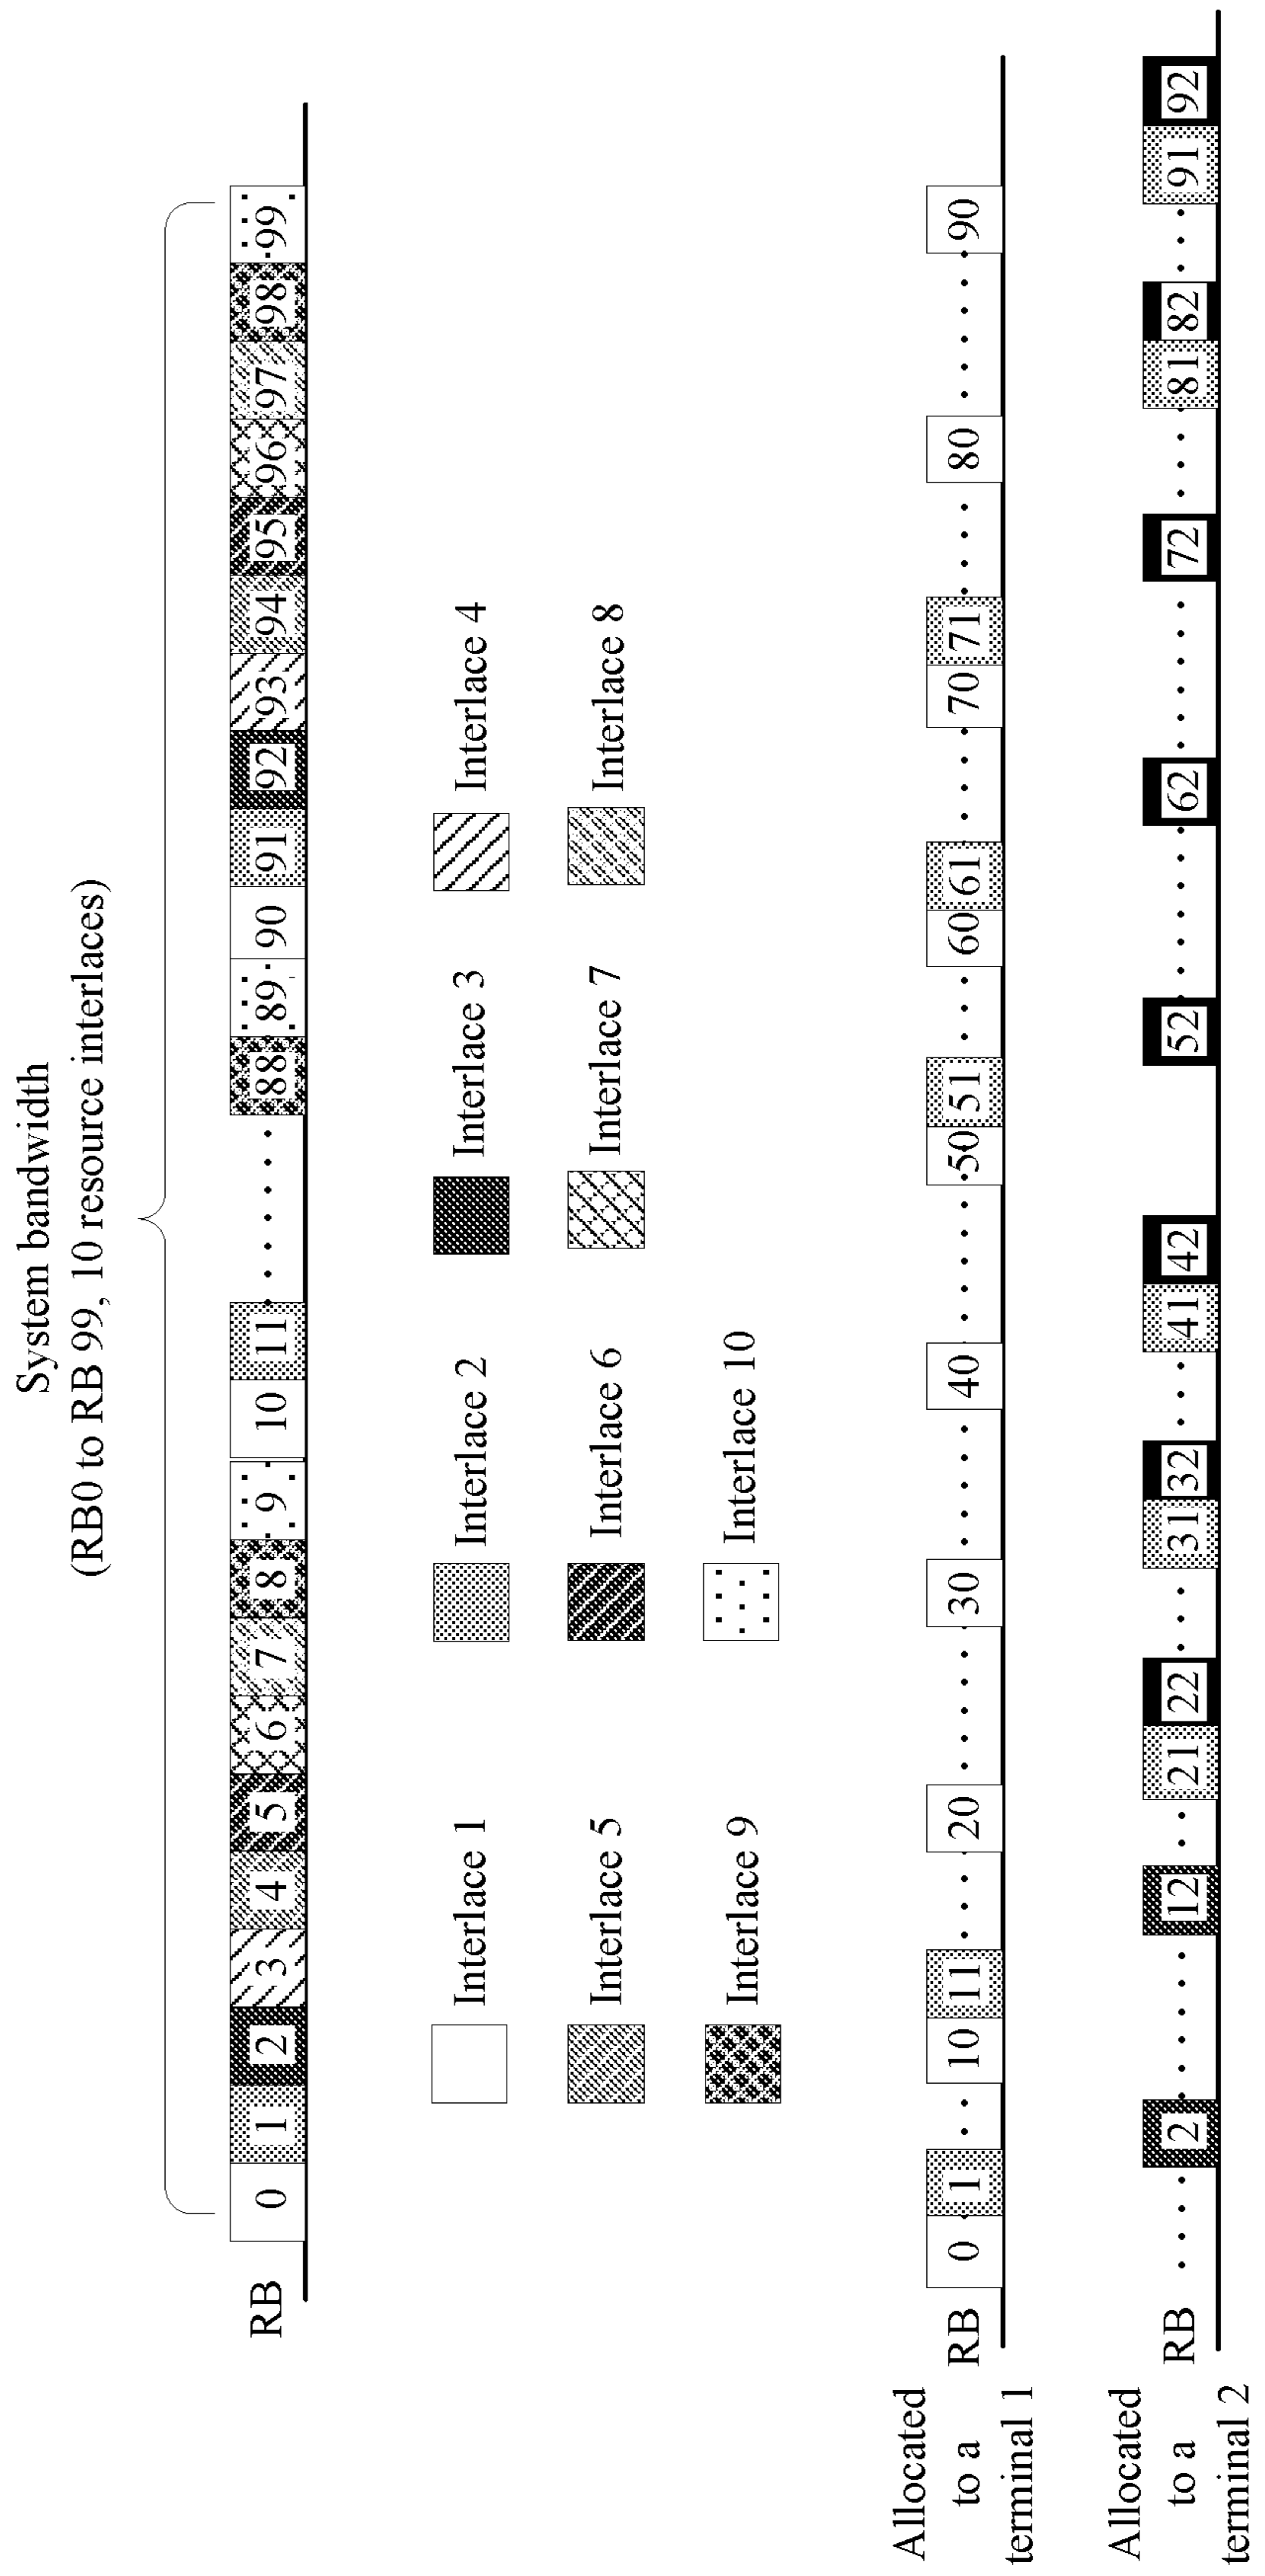 System bandwidth
(RB0 to RB 99, 10 resource interlaces)
RB 0 1 2 3 4 5 6 7 8 9 10 11 88 89 90 91 92 93 94 95 96 97 98 99
Interlace 1 Interlace 2 Interlace 3 Interlace 4
Interlace 5 Interlace 6 Interlace 7 Interlace 8
Interlace 9 Interlace 10
Allocated
to a
terminal 1
RB 0 1 10 11 20 30 40 50 51 60 61 70 71 80 90
Allocated
to a
terminal 2
RB 2 12 21 22 31 32 41 42 52 62 72 81 82 91 92